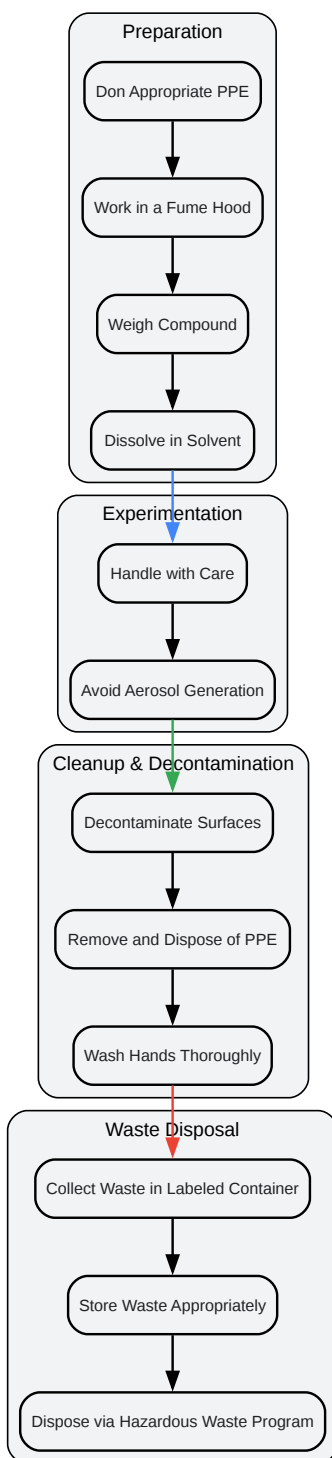 Preparation
Don Appropriate PPE
Work in a Fume Hood
Weigh Compound
Dissolve in Solvent
Experimentation
Handle with Care
Avoid Aerosol Generation
Cleanup & Decontamination
Decontaminate Surfaces
Remove and Dispose of PPE
Wash Hands Thoroughly
Waste Disposal
Collect Waste in Labeled Container
Store Waste Appropriately
Dispose via Hazardous Waste Program